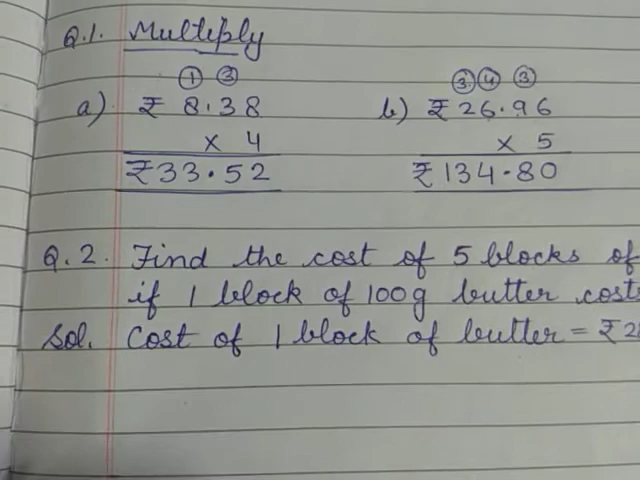 Q.1. Multiply
① ③
a) ₹ 8.38
x 4
₹33.52
③ ④ ③
b) ₹ 26.96
x 5
₹134.80
Q.2. Find the cost of 5 blocks of
if 1 block of 100g butter cost
Sol. Cost of 1 block of butter = ₹2